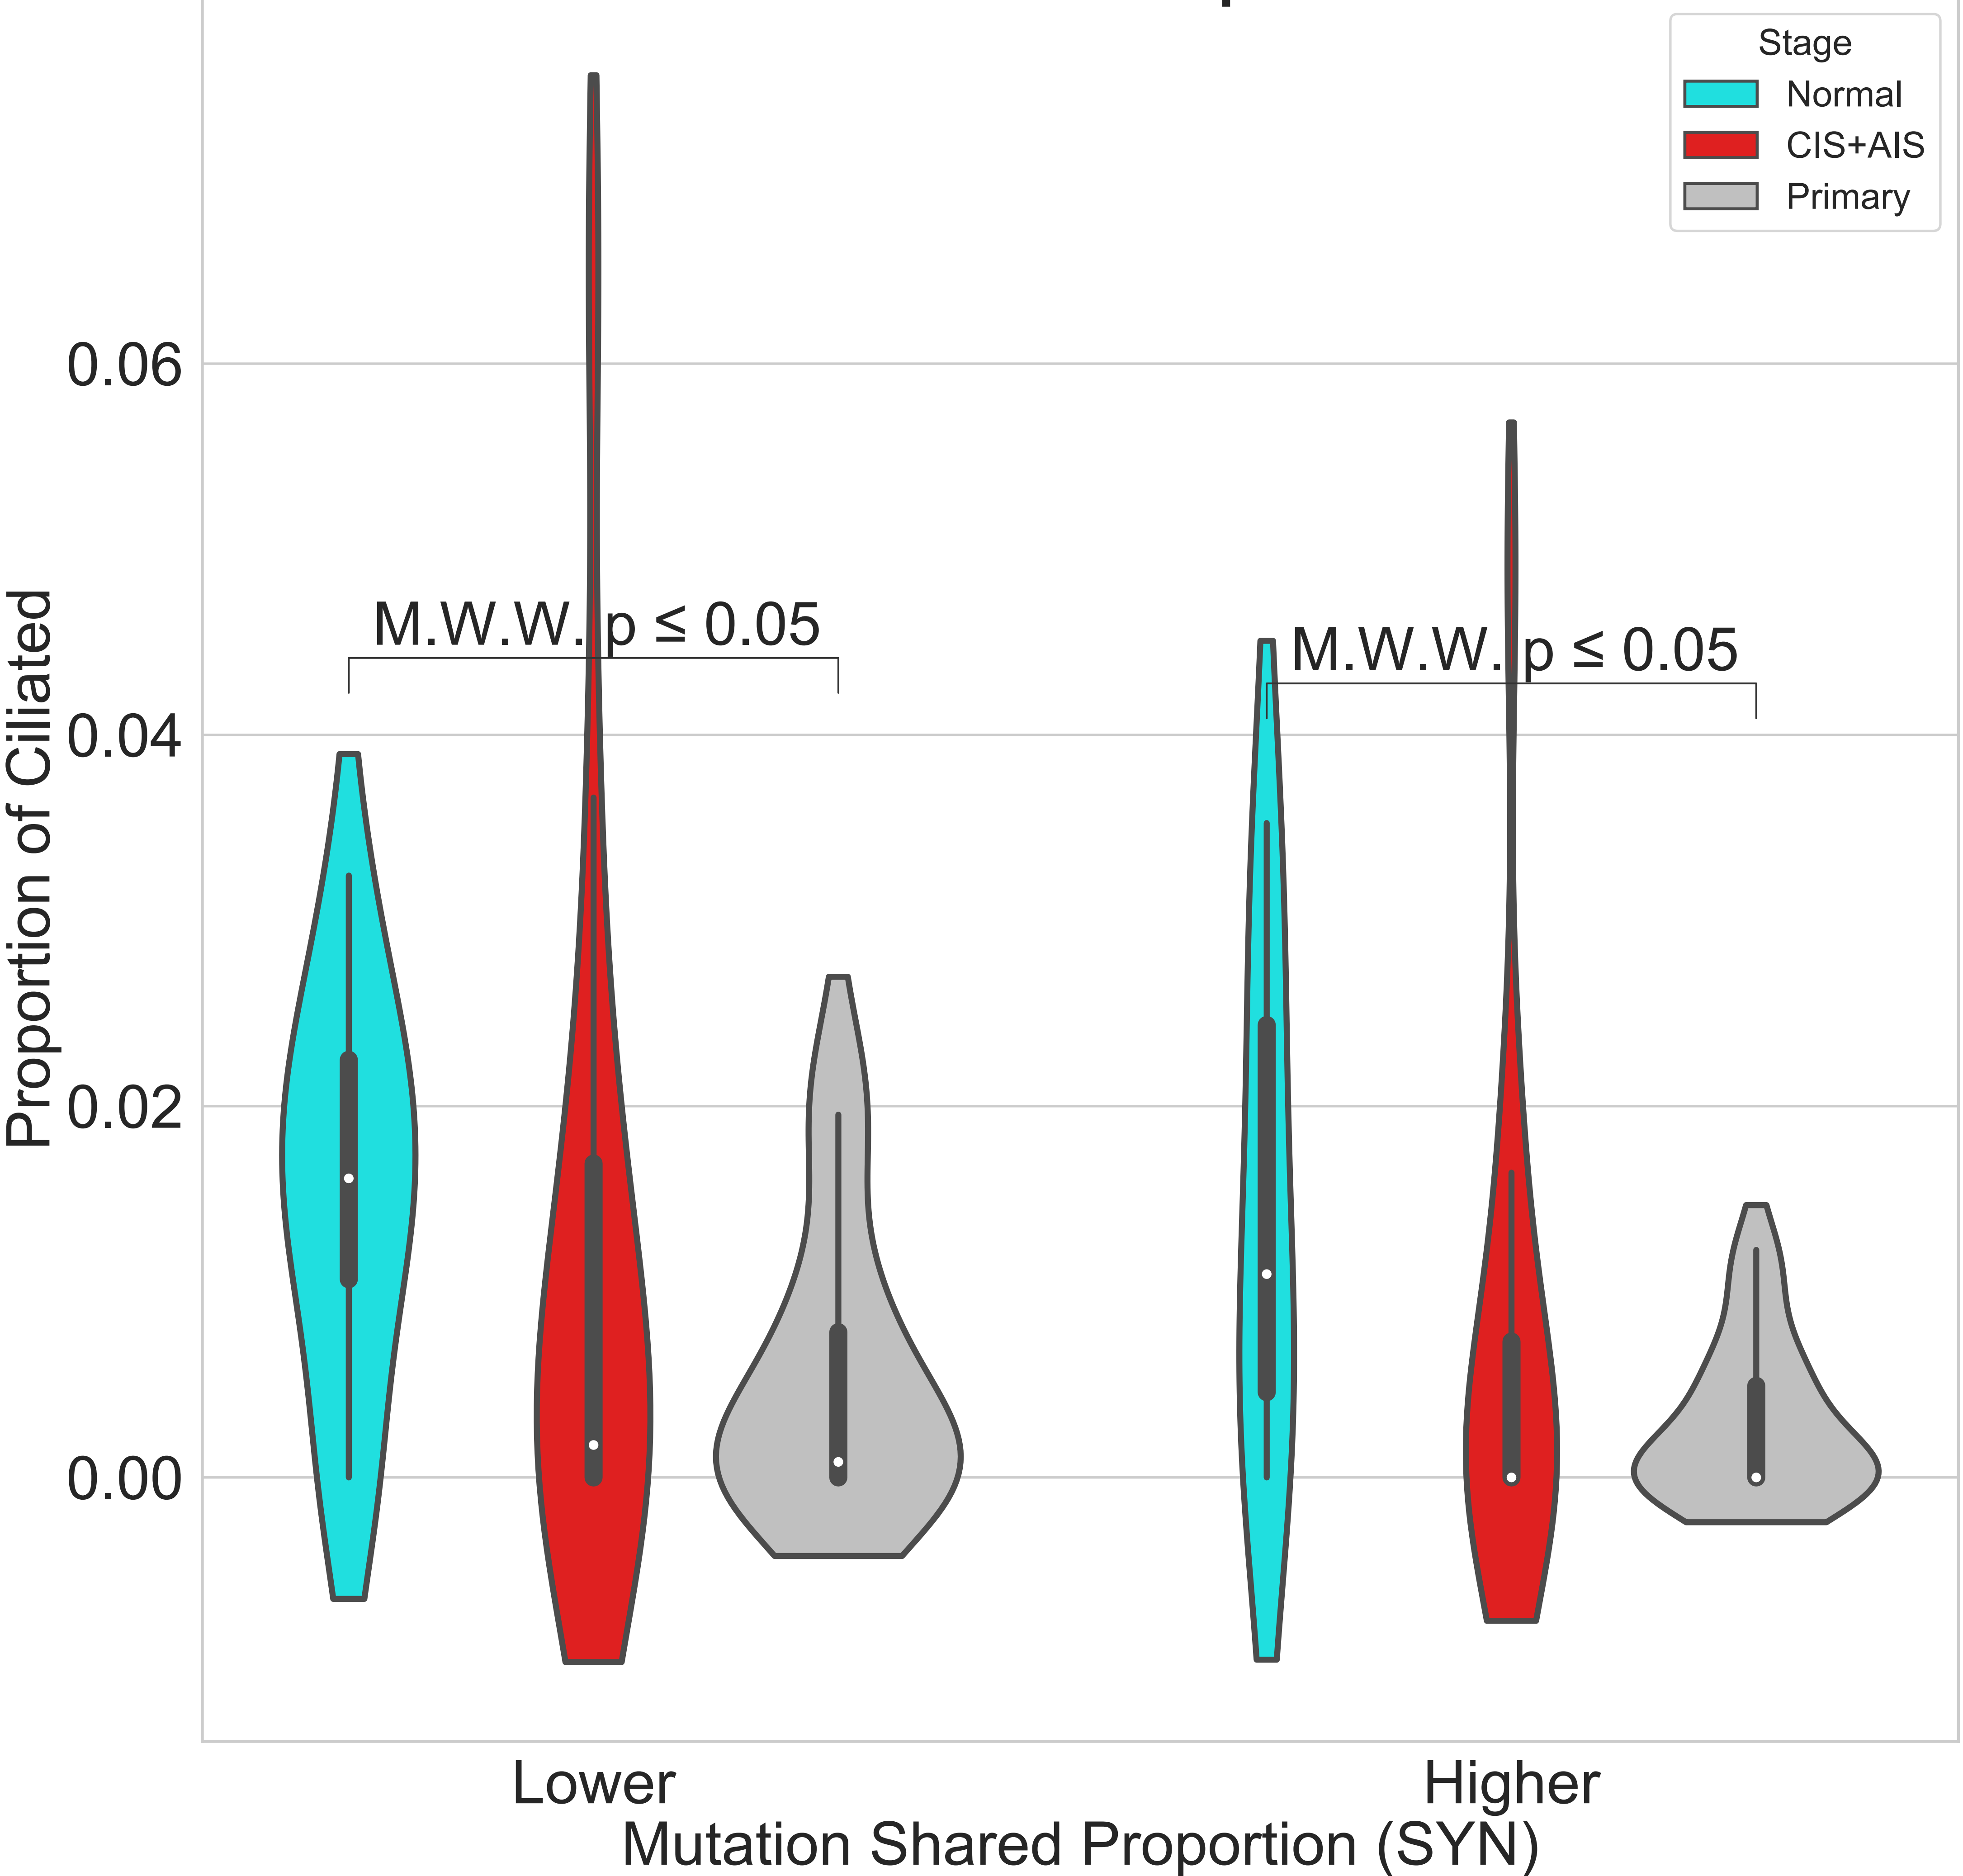 Stage
Normal
CIS+AIS
Primary
0.06
0.04
0.02
0.00
Proportion of Ciliated
M.W.W. p ≤ 0.05
M.W.W. p ≤ 0.05
Lower
Higher
Mutation Shared Proportion (SYN)